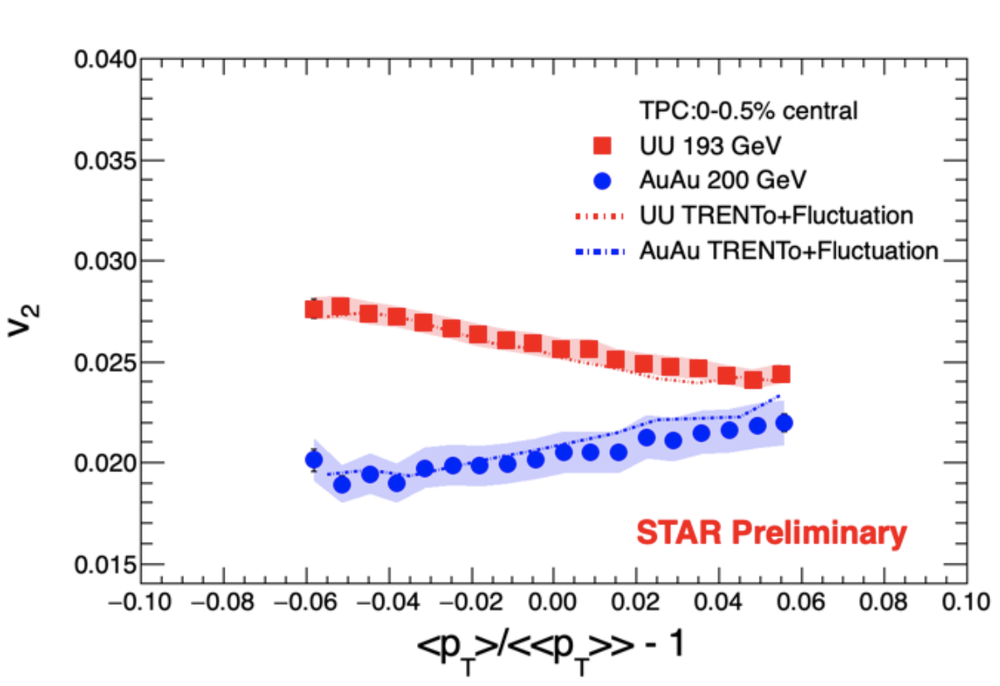 0.040
0.035
0.030
0.025
0.020
0.015
v2
TPC:0-0.5% central
UU 193 GeV
AuAu 200 GeV
UU TRENTo+Fluctuation
AuAu TRENTo+Fluctuation
STAR Preliminary
−0.10 −0.08 −0.06 −0.04 −0.02 0.00 0.02 0.04 0.06 0.08 0.10
<pT>/<<pT>> - 1